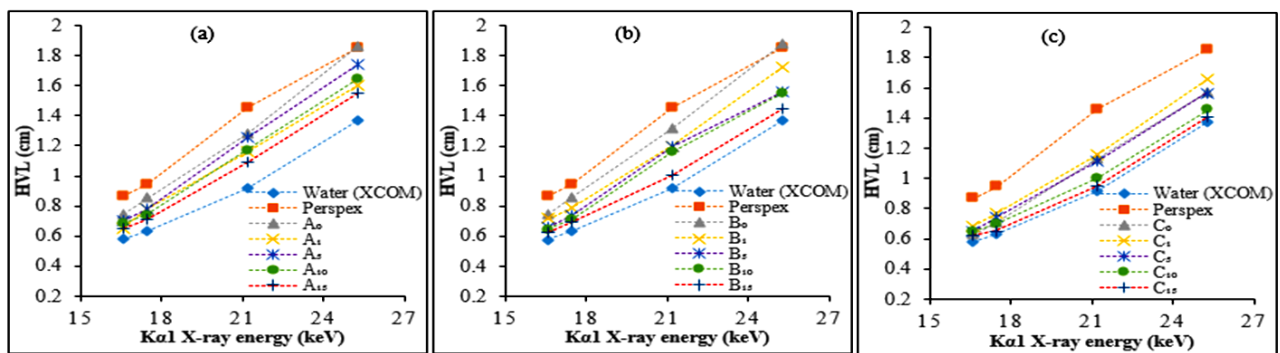 (a)
2
1.8
1.6
1.4
1.2
1
0.8
0.6
0.4
0.2
HVL (cm)
Water (XCOM)
Perspex
A₀
A₁
A₅
A₁₀
A₁₅
15 18 21 24 27
Kα1 X-ray energy (keV)
(b)
2
1.8
1.6
1.4
1.2
1
0.8
0.6
0.4
0.2
HVL (cm)
Water (XCOM)
Perspex
B₀
B₁
B₅
B₁₀
B₁₅
15 18 21 24 27
Kα1 X-ray energy (keV)
(c)
2
1.8
1.6
1.4
1.2
1
0.8
0.6
0.4
0.2
HVL (cm)
Water (XCOM)
Perspex
C₀
C₁
C₅
C₁₀
C₁₅
15 18 21 24 27
Kα1 X-ray energy (keV)